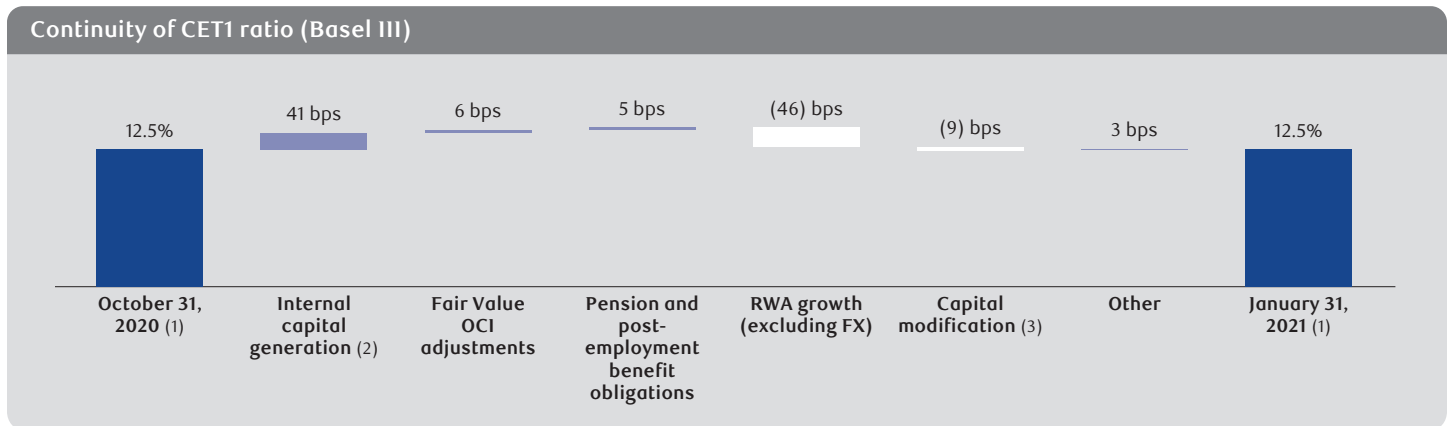 Continuity of CET1 ratio (Basel III)
12.5%
41 bps
6 bps
5 bps
(46) bps
(9) bps
3 bps
12.5%
October 31,
2020 (1)
Internal
capital
generation (2)
Fair Value
OCI
adjustments
Pension and
post-
employment
benefit
obligations
RWA growth
(excluding FX)
Capital
modification (3)
Other
January 31,
2021 (1)